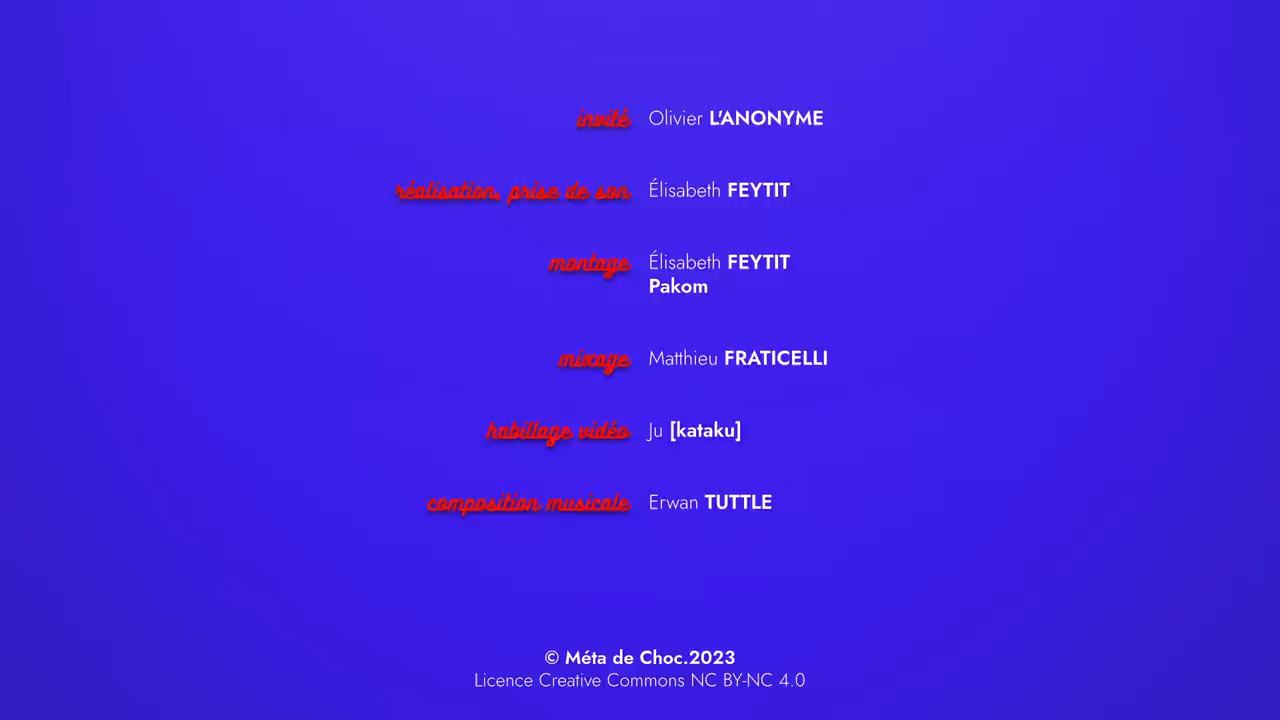 invité Olivier L'ANONYME
réalisation, prise de son Élisabeth FEYTIT
montage Élisabeth FEYTIT
Pakom
mixage Matthieu FRATICELLI
habillage vidéo Ju [kataku]
composition musicale Erwan TUTTLE
© Méta de Choc.2023
Licence Creative Commons NC BY-NC 4.0